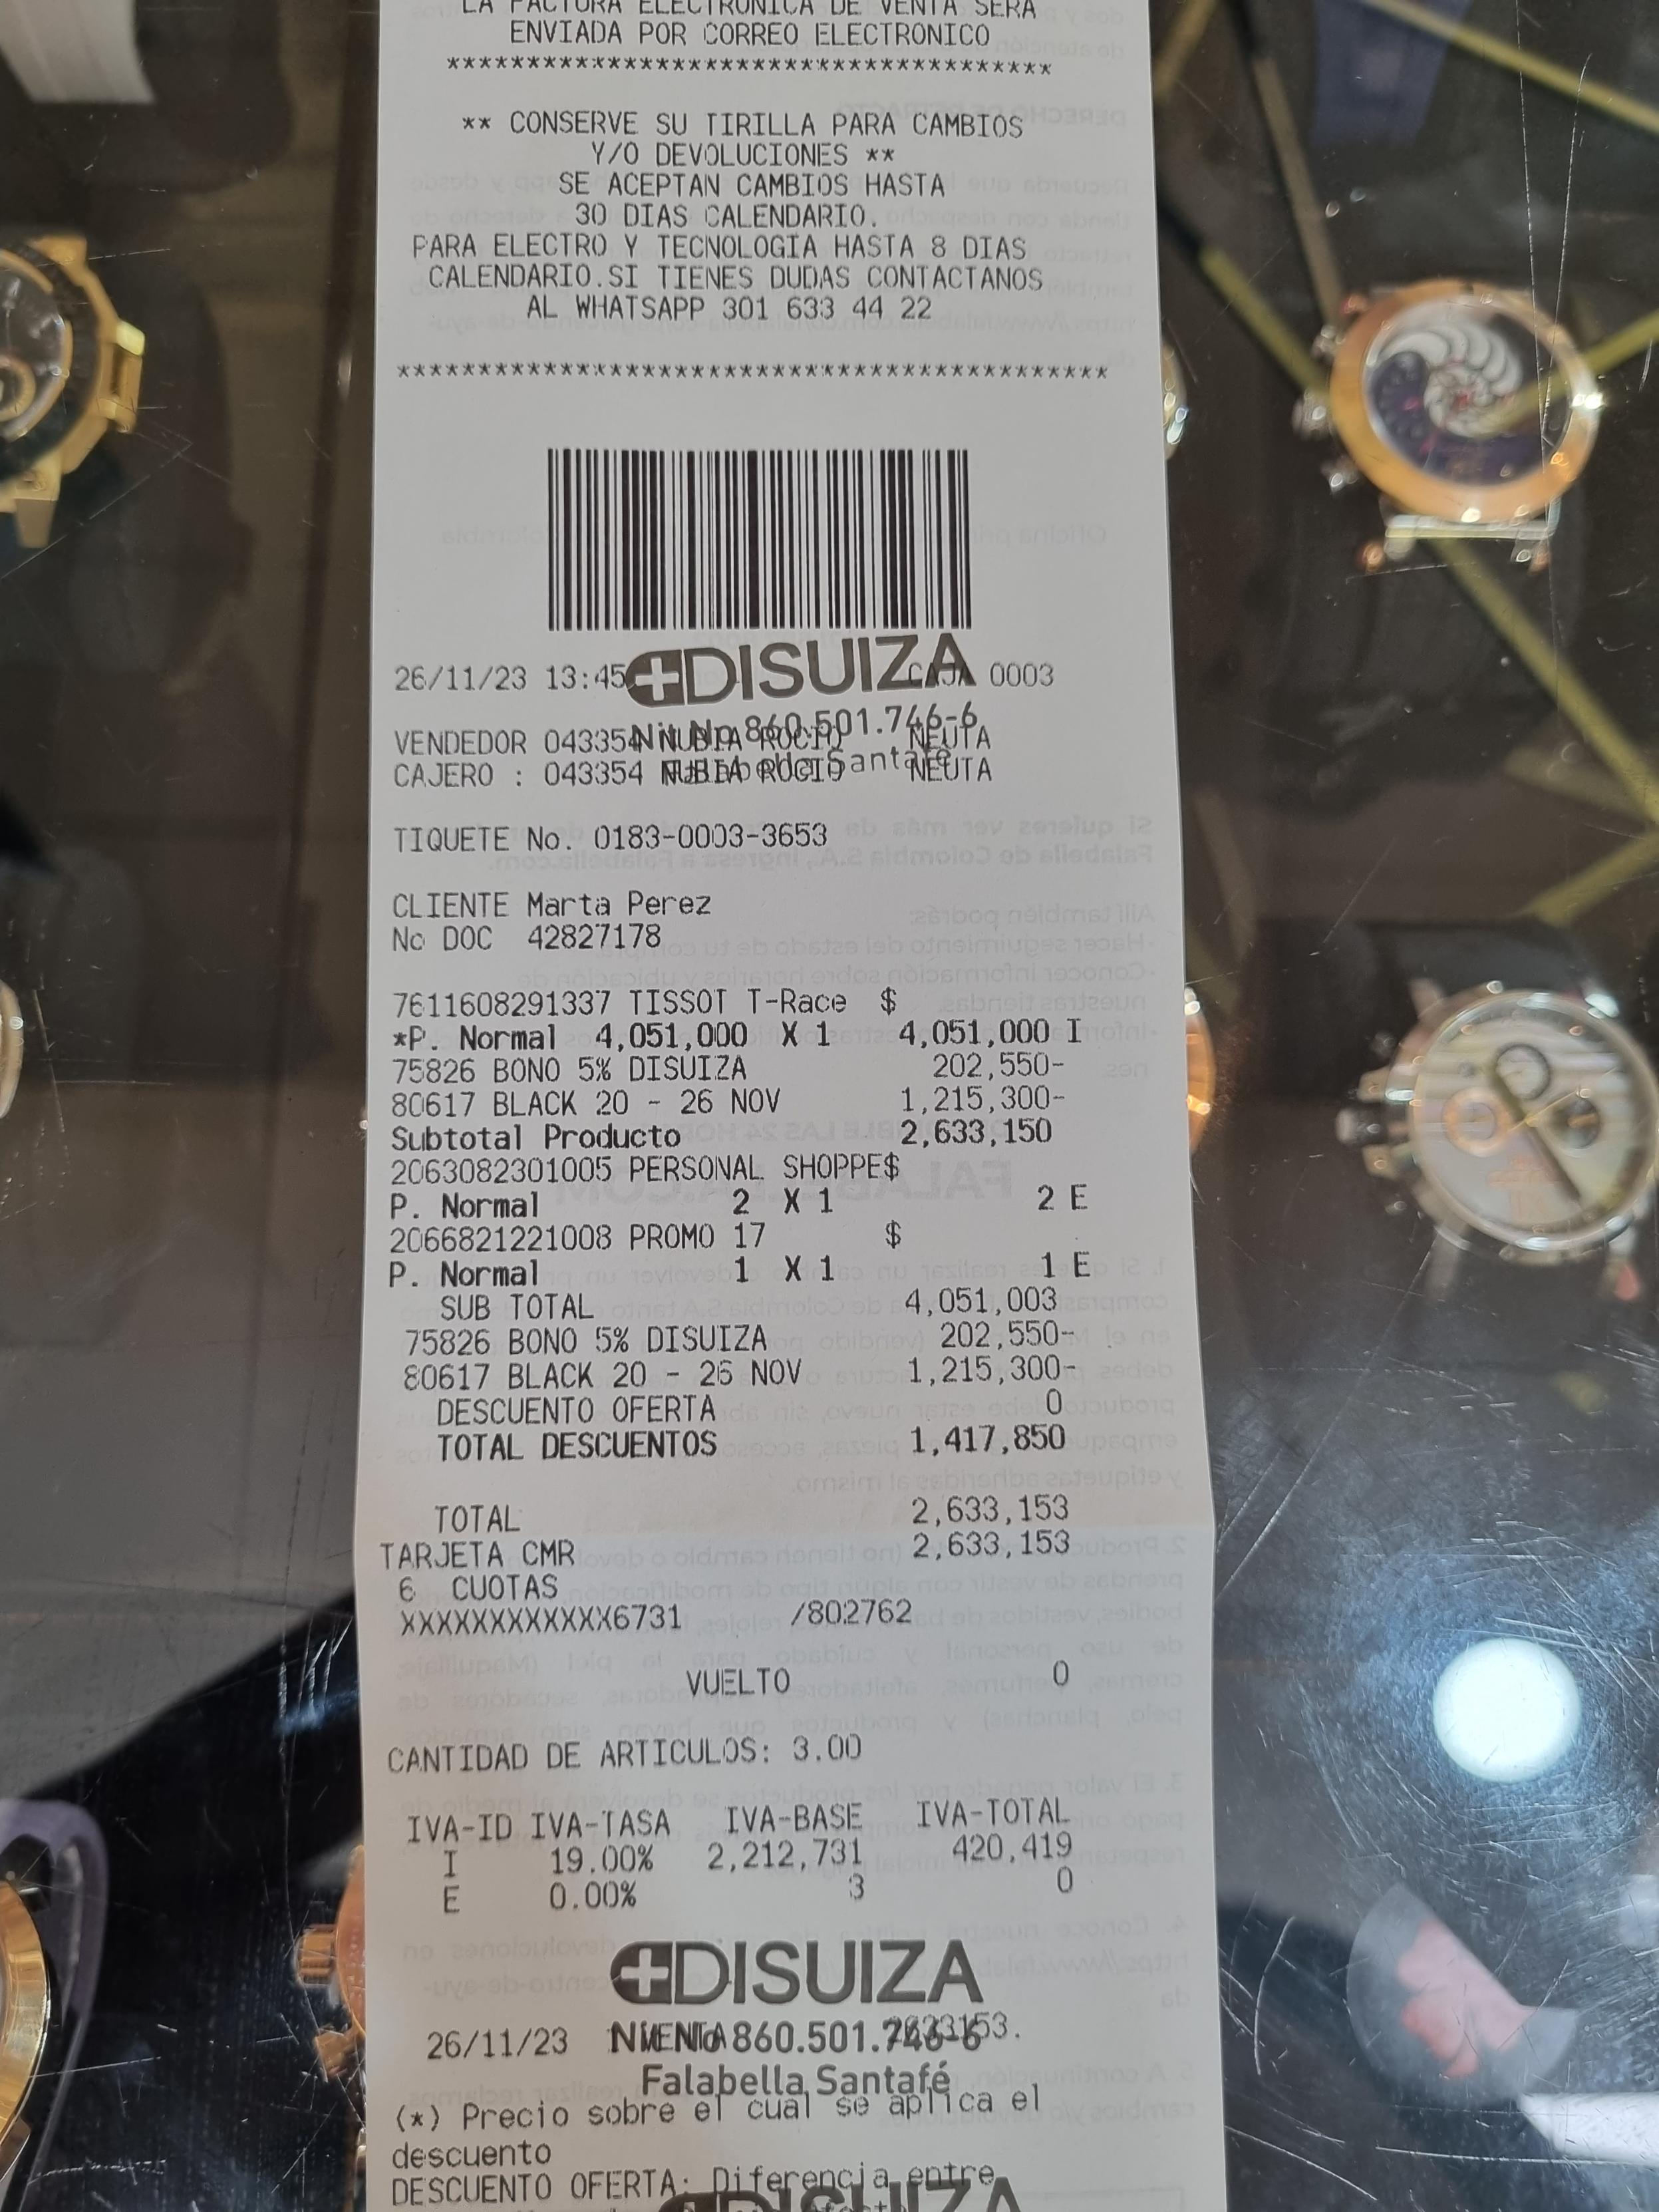 LA FACTURA ELECTRONICA DE VENTA SERA
ENVIADA POR CORREO ELECTRONICO
** CONSERVE SU TIRILLA PARA CAMBIOS
Y/O DEVOLUCIONES **
SE ACEPTAN CAMBIOS HASTA
30 DIAS CALENDARIO.
PARA ELECTRO Y TECNOLOGIA HASTA 8 DIAS
CALENDARIO.SI TIENES DUDAS CONTACTANOS
AL WHATSAPP 301 633 44 22
DISUIZA
26/11/23 13:45 CAJA 0003
Nit No 860.501.746-6
VENDEDOR 043354 NUBIA ROCIO NEUTA
Falabella Santafé
CAJERO : 043354 NUBIA ROCIO NEUTA
TIQUETE No. 0183-0003-3653
CLIENTE Marta Perez
No DOC 42827178
7611608291337 TISSOT T-Race $
*P. Normal 4,051,000 X 1 4,051,000 I
75826 BONO 5% DISUIZA 202,550-
80617 BLACK 20 - 26 NOV 1,215,300-
Subtotal Producto 2,633,150
2063082301005 PERSONAL SHOPPE$
P. Normal 2 X 1 2 E
2066821221008 PROMO 17 $
P. Normal 1 X 1 1 E
SUB TOTAL 4,051,003
75826 BONO 5% DISUIZA 202,550-
80617 BLACK 20 - 26 NOV 1,215,300-
DESCUENTO OFERTA 0
TOTAL DESCUENTOS 1,417,850
TOTAL 2,633,153
TARJETA CMR 2,633,153
6 CUOTAS
XXXXXXXXXXXX6731 /802762
VUELTO 0
CANTIDAD DE ARTICULOS: 3.00
IVA-ID IVA-TASA IVA-BASE IVA-TOTAL
I 19.00% 2,212,731 420,419
E 0.00% 3 0
DISUIZA
26/11/23 VENTA 2633153.
Nit No 860.501.746-6
Falabella Santafé
(*) Precio sobre el cual se aplica el
descuento
DESCUENTO OFERTA: Diferencia entre
DISUIZA